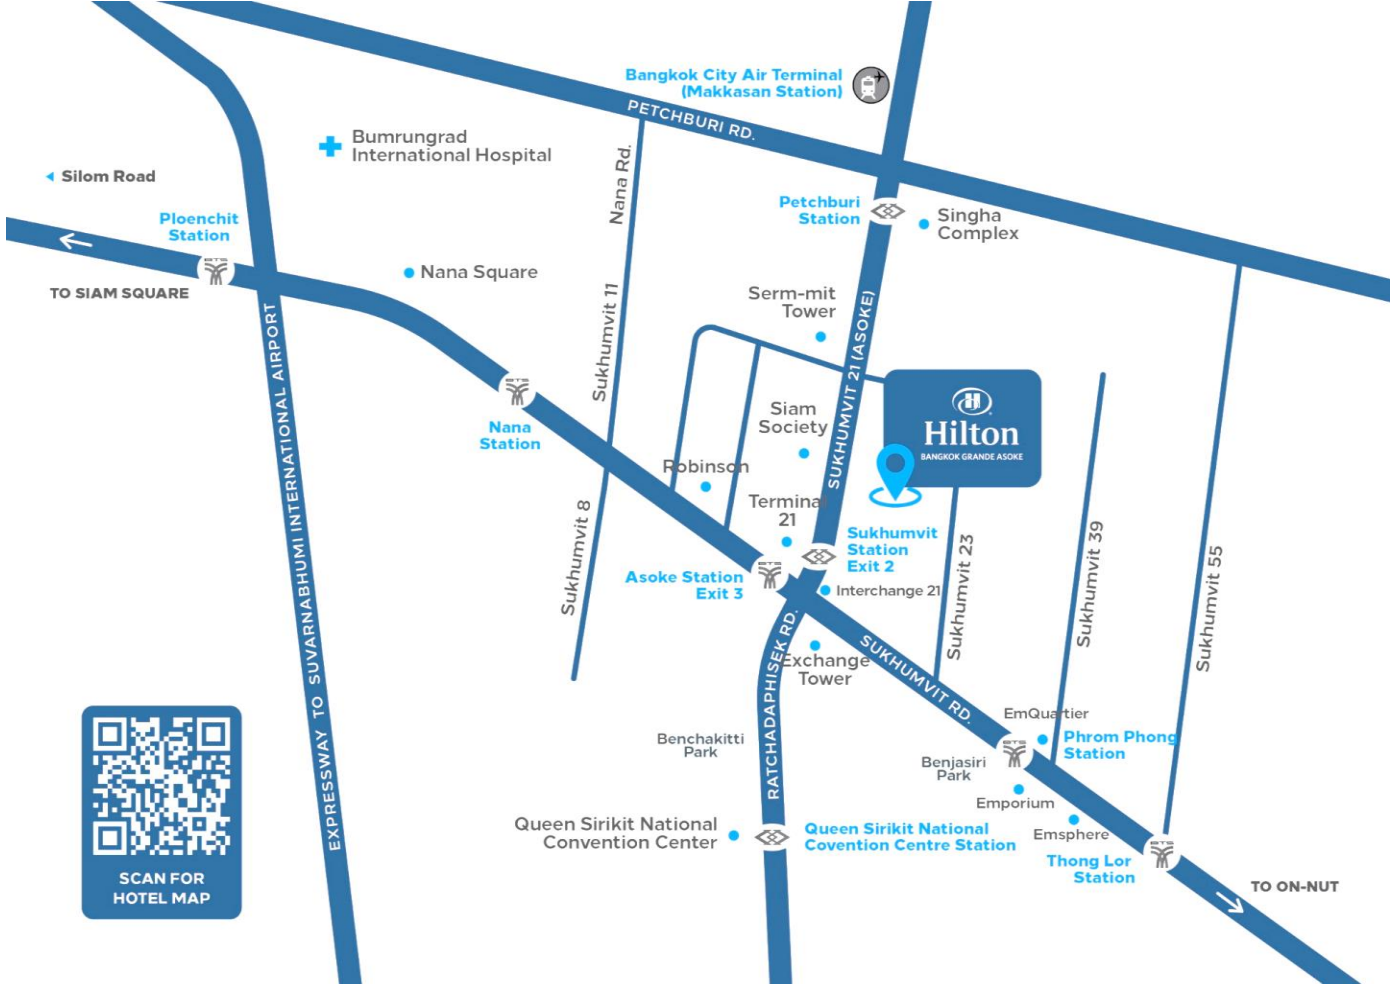 Bangkok City Air Terminal
(Makkasan Station)
PETCHBURI RD.
Bumrungrad
International Hospital
Silom Road
Nana Rd.
Ploenchit
Station
Petchburi
Station
Singha
Complex
TO SIAM SQUARE
Nana Square
Serm-mit
Tower
Sukhumvit 11
SUKHUMVIT 21 (ASOKE)
EXPRESSWAY TO SUVARNABHUMI INTERNATIONAL AIRPORT
BTS
Nana
Station
Siam
Society
Hilton
BANGKOK GRANDE ASOKE
Robinson
Terminal
21
Sukhumvit 8
Sukhumvit
Station
Exit 2
Asoke Station
Exit 3
Interchange 21
Sukhumvit 23
Sukhumvit 39
Sukhumvit 55
Exchange
Tower
SUKHUMVIT RD.
RATCHADAPHISEK RD.
EmQuartier
Phrom Phong
Station
Benchakitti
Park
Benjasiri
Park
Emporium
Emsphere
Queen Sirikit National
Convention Center
Queen Sirikit National
Covention Centre Station
Thong Lor
Station
TO ON-NUT
SCAN FOR
HOTEL MAP